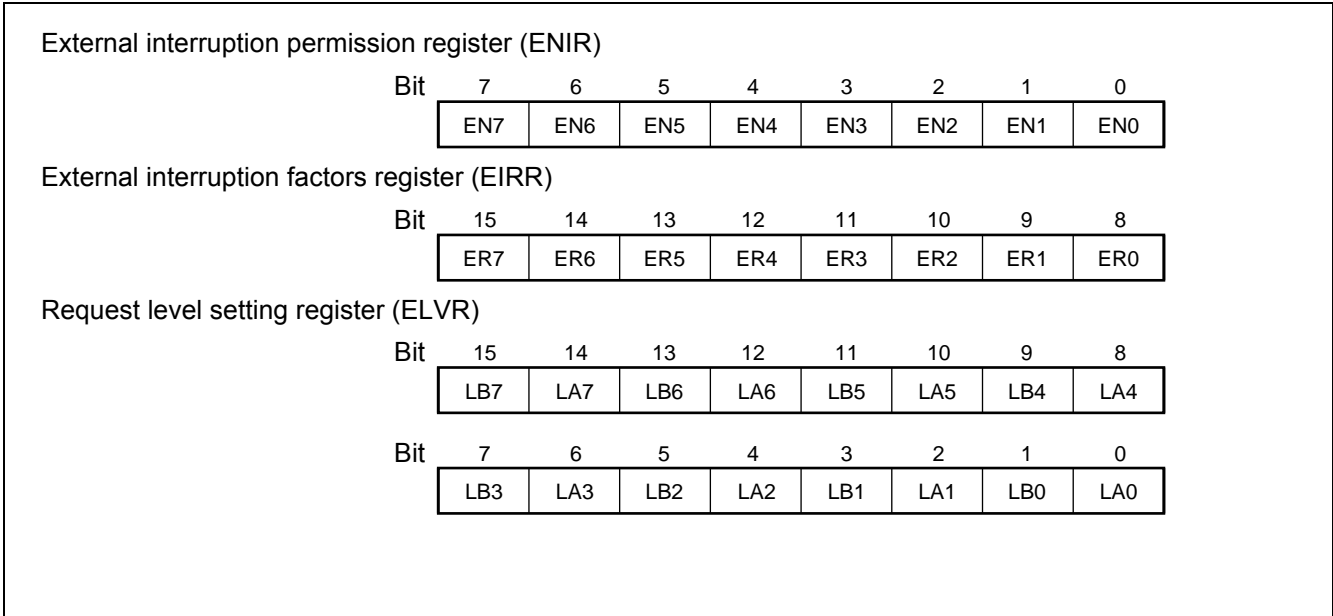 External interruption permission register (ENIR)
Bit 7 6 5 4 3 2 1 0
EN7 EN6 EN5 EN4 EN3 EN2 EN1 EN0
External interruption factors register (EIRR)
Bit 15 14 13 12 11 10 9 8
ER7 ER6 ER5 ER4 ER3 ER2 ER1 ER0
Request level setting register (ELVR)
Bit 15 14 13 12 11 10 9 8
LB7 LA7 LB6 LA6 LB5 LA5 LB4 LA4
Bit 7 6 5 4 3 2 1 0
LB3 LA3 LB2 LA2 LB1 LA1 LB0 LA0